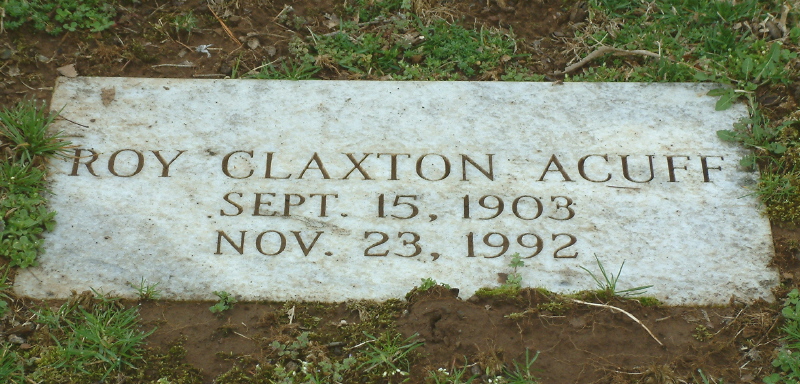 ROY CLAXTON ACUFF
SEPT. 15, 1903
NOV. 23, 1992